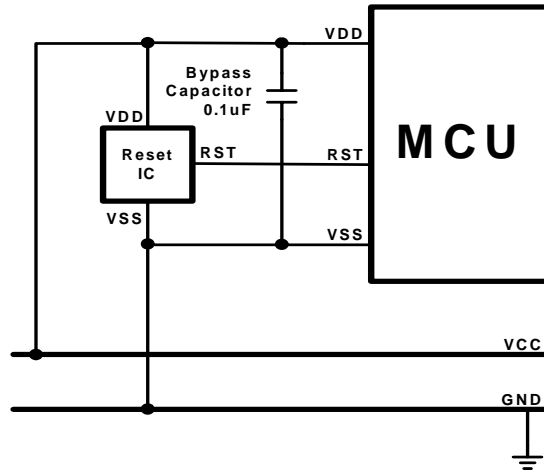 VDD
Bypass
Capacitor
0.1uF
VDD
MCU
Reset
IC
RST
RST
VSS
VSS
VCC
GND